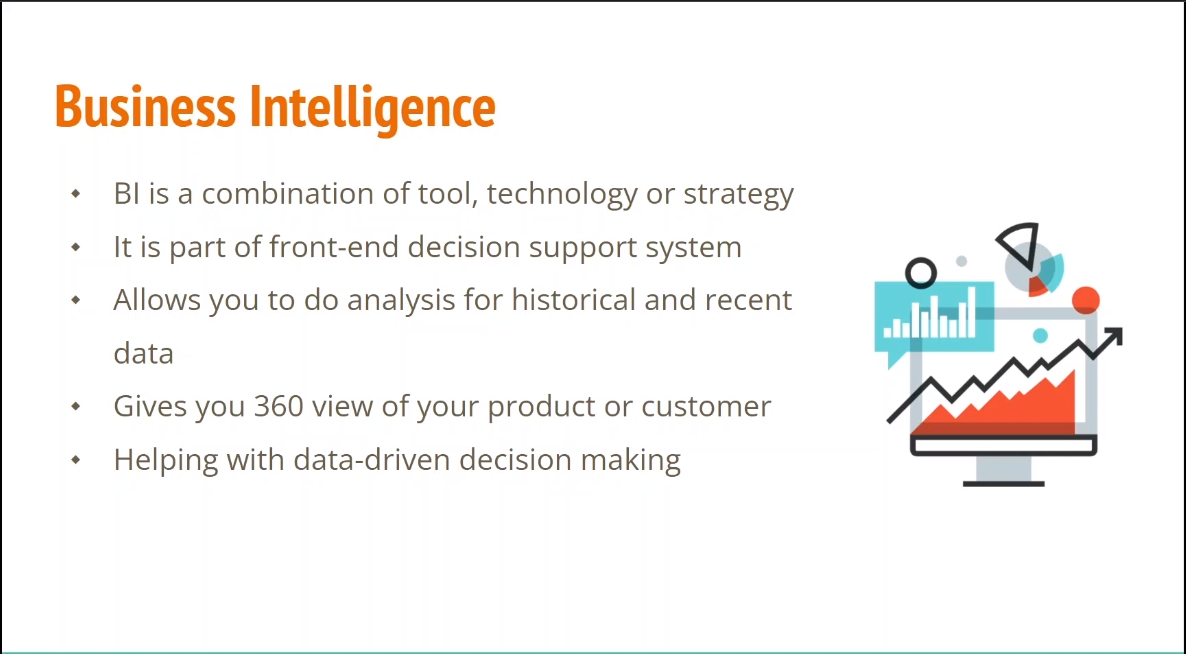 Business Intelligence
BI is a combination of tool, technology or strategy
It is part of front-end decision support system
Allows you to do analysis for historical and recent
data
Gives you 360 view of your product or customer
Helping with data-driven decision making